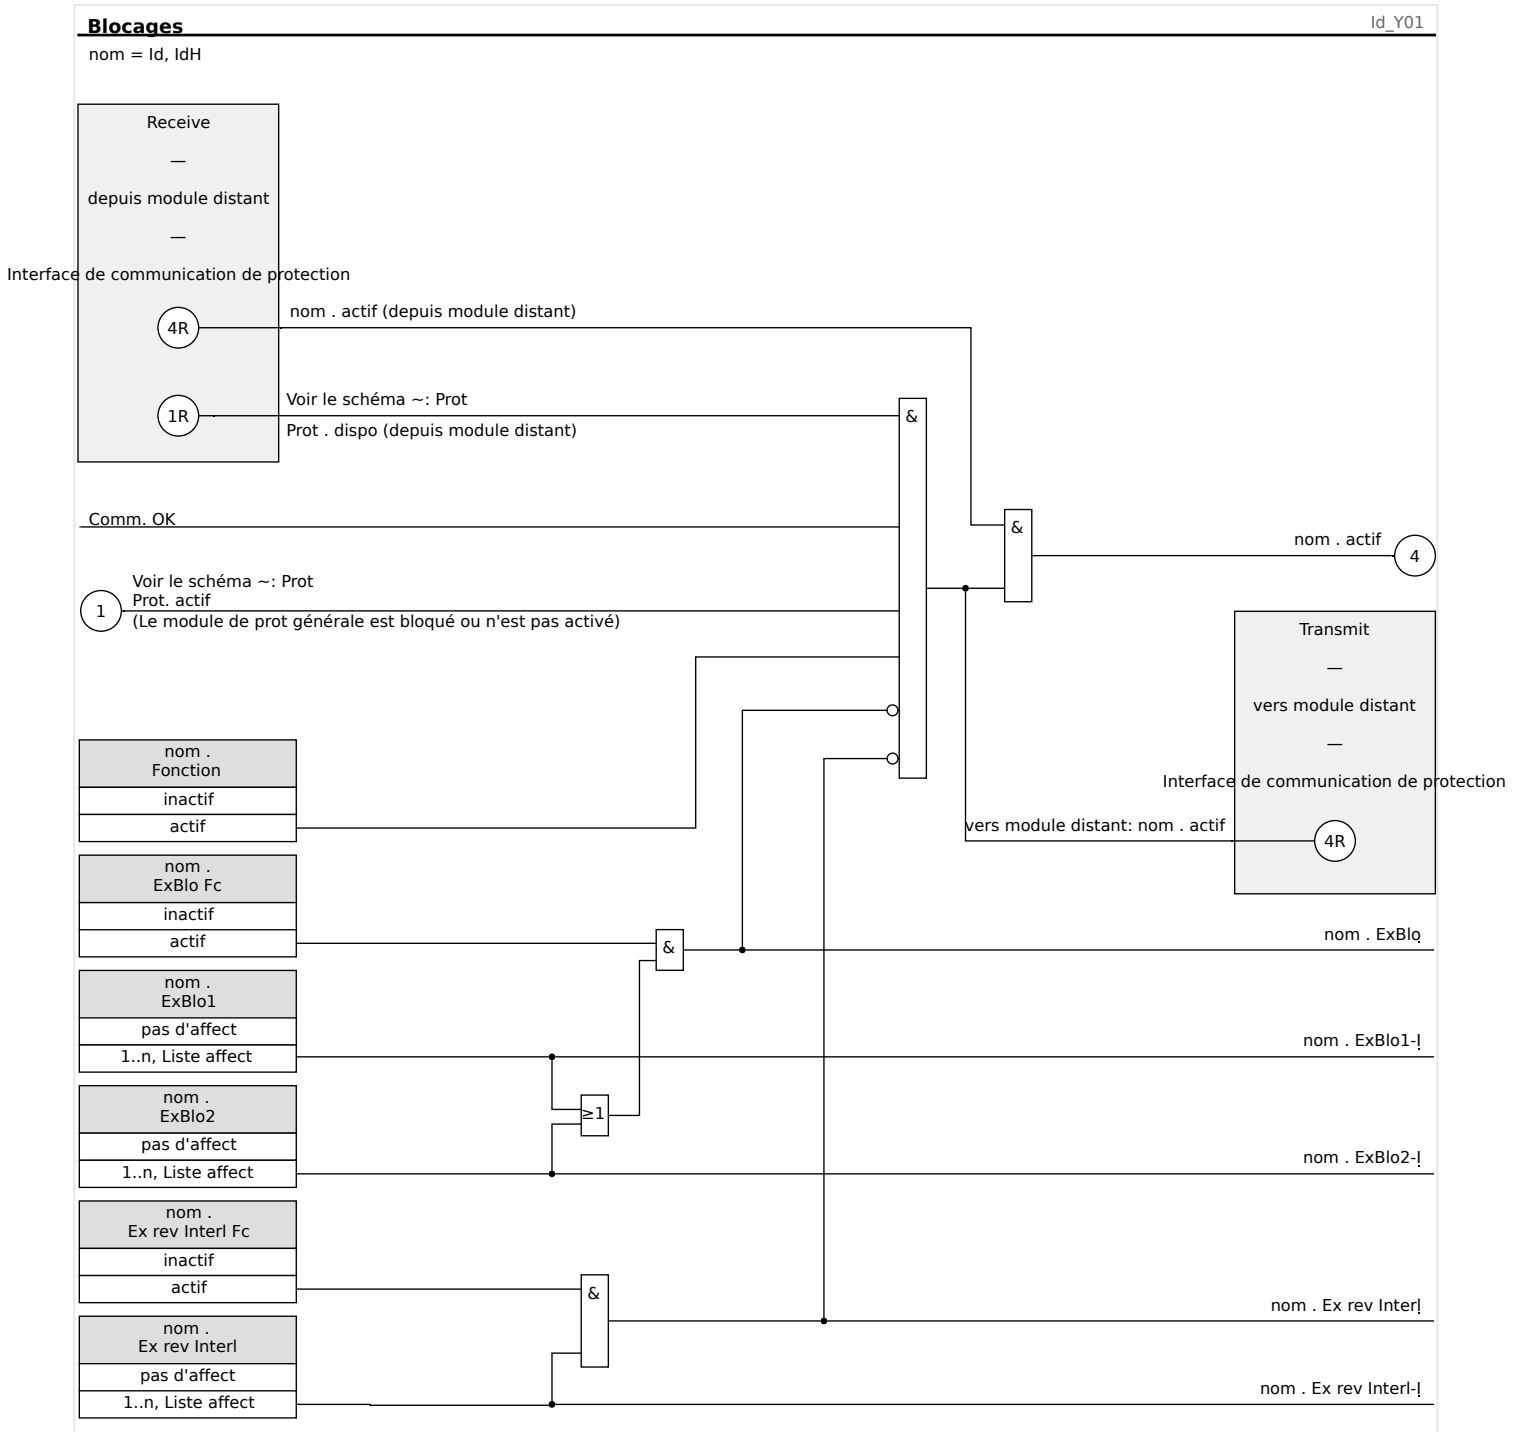 Blocages
Id_Y01
nom = Id, IdH
Receive
—
depuis module distant
—
Interface de communication de protection
4R
nom . actif (depuis module distant)
1R
Voir le schéma ~: Prot
Prot . dispo (depuis module distant)
&
Comm. OK
&
nom . actif
4
1
Voir le schéma ~: Prot
Prot. actif
(Le module de prot générale est bloqué ou n'est pas activé)
Transmit
—
vers module distant
—
Interface de communication de protection
vers module distant: nom . actif
4R
nom .
Fonction
inactif
actif
nom .
ExBlo Fc
inactif
actif
&
nom . ExBlo
nom .
ExBlo1
pas d'affect
1..n, Liste affect
nom . ExBlo1-I
≥1
nom .
ExBlo2
pas d'affect
1..n, Liste affect
nom . ExBlo2-I
nom .
Ex rev Interl Fc
inactif
actif
&
nom . Ex rev Interl
nom .
Ex rev Interl
pas d'affect
1..n, Liste affect
nom . Ex rev Interl-I